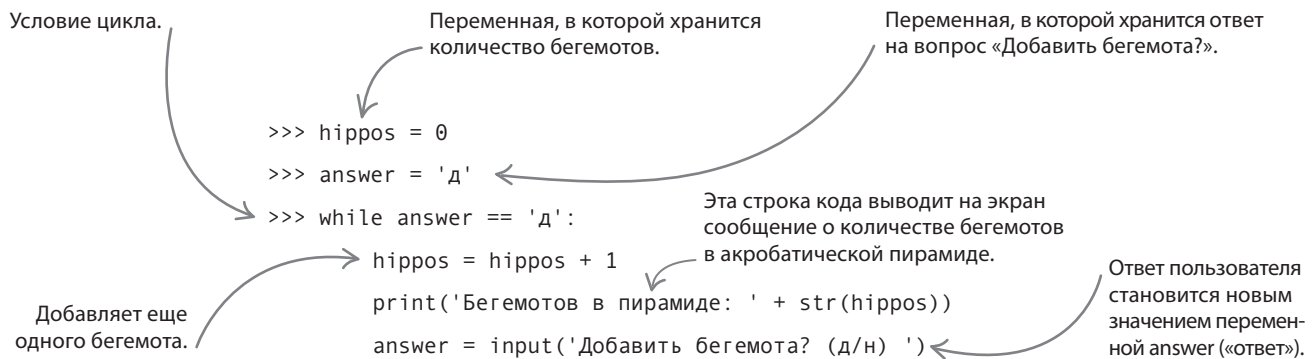 Условие цикла.
Переменная, в которой хранится
количество бегемотов.
Переменная, в которой хранится ответ
на вопрос «Добавить бегемота?».
>>> hippos = 0
>>> answer = 'д'
>>> while answer == 'д':
Эта строка кода выводит на экран
сообщение о количестве бегемотов
в акробатической пирамиде.
hippos = hippos + 1
print('Бегемотов в пирамиде: ' + str(hippos))
answer = input('Добавить бегемота? (д/н) ')
Добавляет еще
одного бегемота.
Ответ пользователя
становится новым
значением перемен-
ной answer («ответ»).